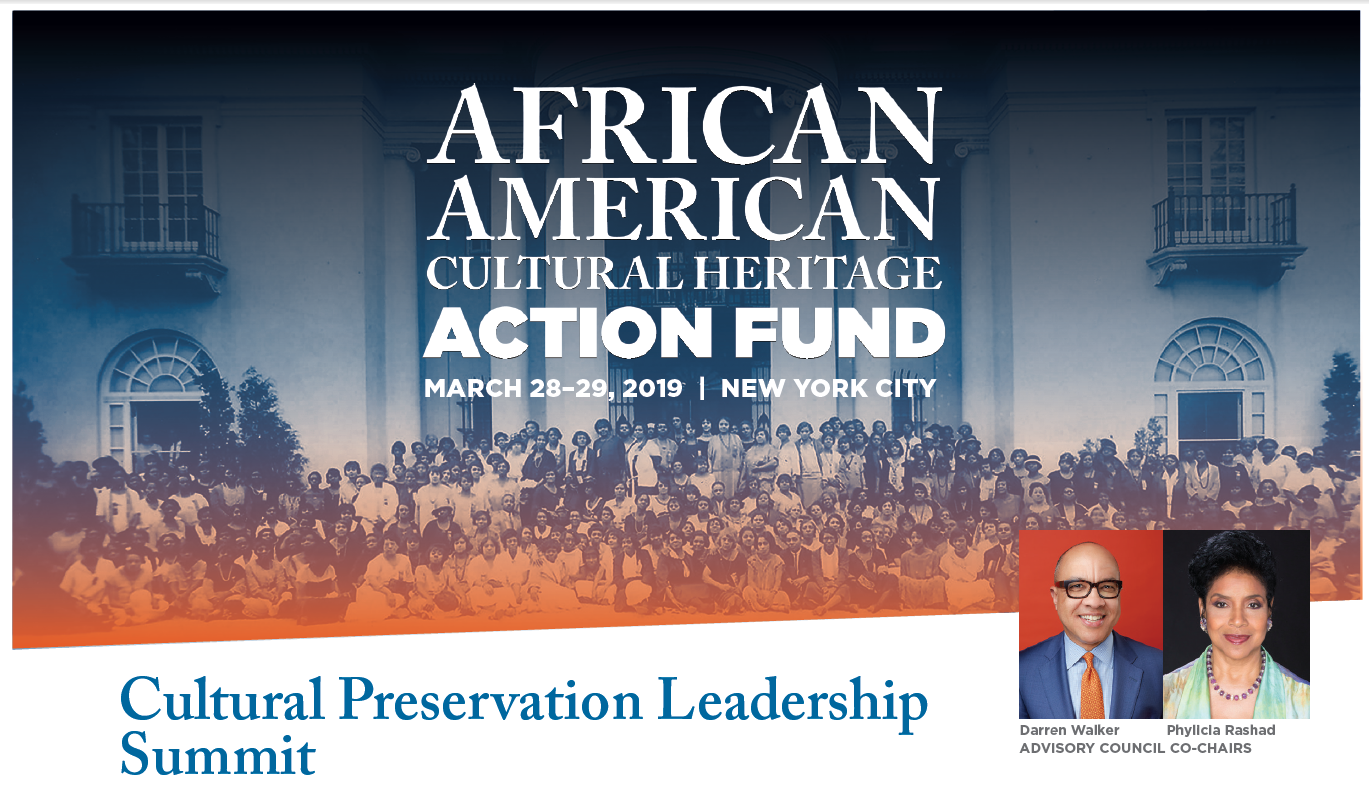 AFRICAN
AMERICAN
CULTURAL HERITAGE
ACTION FUND
MARCH 28–29, 2019 | NEW YORK CITY
Cultural Preservation Leadership
Summit
Darren Walker Phylicia Rashad
ADVISORY COUNCIL CO-CHAIRS